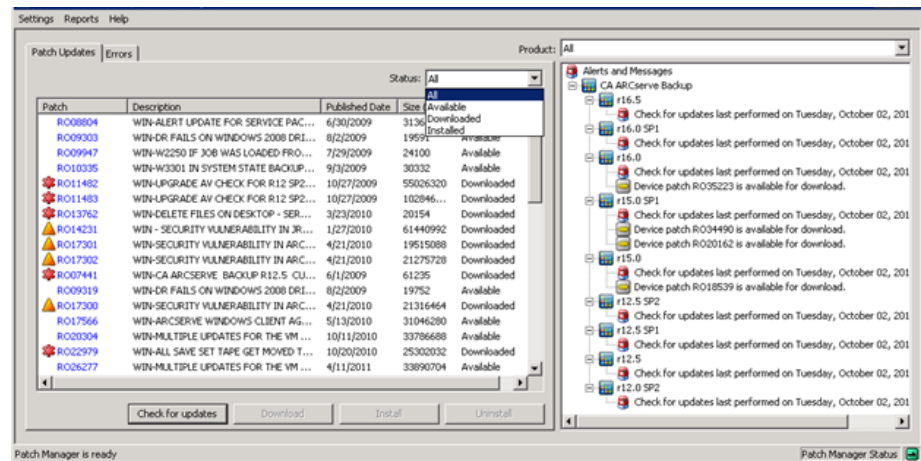 Settings Reports Help
Patch Updates Errors
Product: All
Status: All
All
Available
Downloaded
Installed
Patch Description Published Date Size (
RO08804 WIN-ALERT UPDATE FOR SERVICE PAC... 6/30/2009 3136
RO09303 WIN-DR FAILS ON WINDOWS 2008 DRI... 8/2/2009 19591 Available
RO09947 WIN-W2250 IF JOB WAS LOADED FRO... 7/29/2009 24100 Available
RO10335 WIN-W3301 IN SYSTEM STATE BACKUP... 9/3/2009 30332 Available
RO11482 WIN-UPGRADE AV CHECK FOR R12 SP2... 10/27/2009 55026320 Downloaded
RO11483 WIN-UPGRADE AV CHECK FOR R12 SP2... 10/27/2009 102846... Downloaded
RO13762 WIN-DELETE FILES ON DESKTOP - SER... 3/23/2010 20154 Downloaded
RO14231 WIN - SECURITY VULNERABILITY IN JR... 1/27/2010 61440992 Downloaded
RO17301 WIN-SECURITY VULNERABILITY IN ARC... 4/21/2010 19515088 Downloaded
RO17302 WIN-SECURITY VULNERABILITY IN ARC... 4/21/2010 21275728 Downloaded
RO07441 WIN-CA ARCSERVE BACKUP R12.5 CU... 6/1/2009 61235 Downloaded
RO09319 WIN-DR FAILS ON WINDOWS 2008 DRI... 8/2/2009 19752 Available
RO17300 WIN-SECURITY VULNERABILITY IN ARC... 4/21/2010 21316464 Downloaded
RO17566 WIN-ARCSERVE WINDOWS CLIENT AG... 5/13/2010 31046280 Available
RO20304 WIN-MULTIPLE UPDATES FOR THE VM ... 10/11/2010 33786688 Available
RO22979 WIN-ALL SAVE SET TAPE GET MOVED T... 10/20/2010 25302032 Downloaded
RO26277 WIN-MULTIPLE UPDATES FOR THE VM ... 4/11/2011 33890704 Available
Check for updates Download Install Uninstall
Alerts and Messages
CA ARCserve Backup
r16.5
Check for updates last performed on Tuesday, October 02, 201
r16.0 SP1
Check for updates last performed on Tuesday, October 02, 201
r16.0
Check for updates last performed on Tuesday, October 02, 201
Device patch RO35223 is available for download.
r15.0 SP1
Check for updates last performed on Tuesday, October 02, 201
Device patch RO34490 is available for download.
Device patch RO20162 is available for download.
r15.0
Check for updates last performed on Tuesday, October 02, 201
Device patch RO18539 is available for download.
r12.5 SP2
Check for updates last performed on Tuesday, October 02, 201
r12.5 SP1
Check for updates last performed on Tuesday, October 02, 201
r12.5
Check for updates last performed on Tuesday, October 02, 201
r12.0 SP2
Check for updates last performed on Tuesday, October 02, 201
Patch Manager is ready
Patch Manager Status